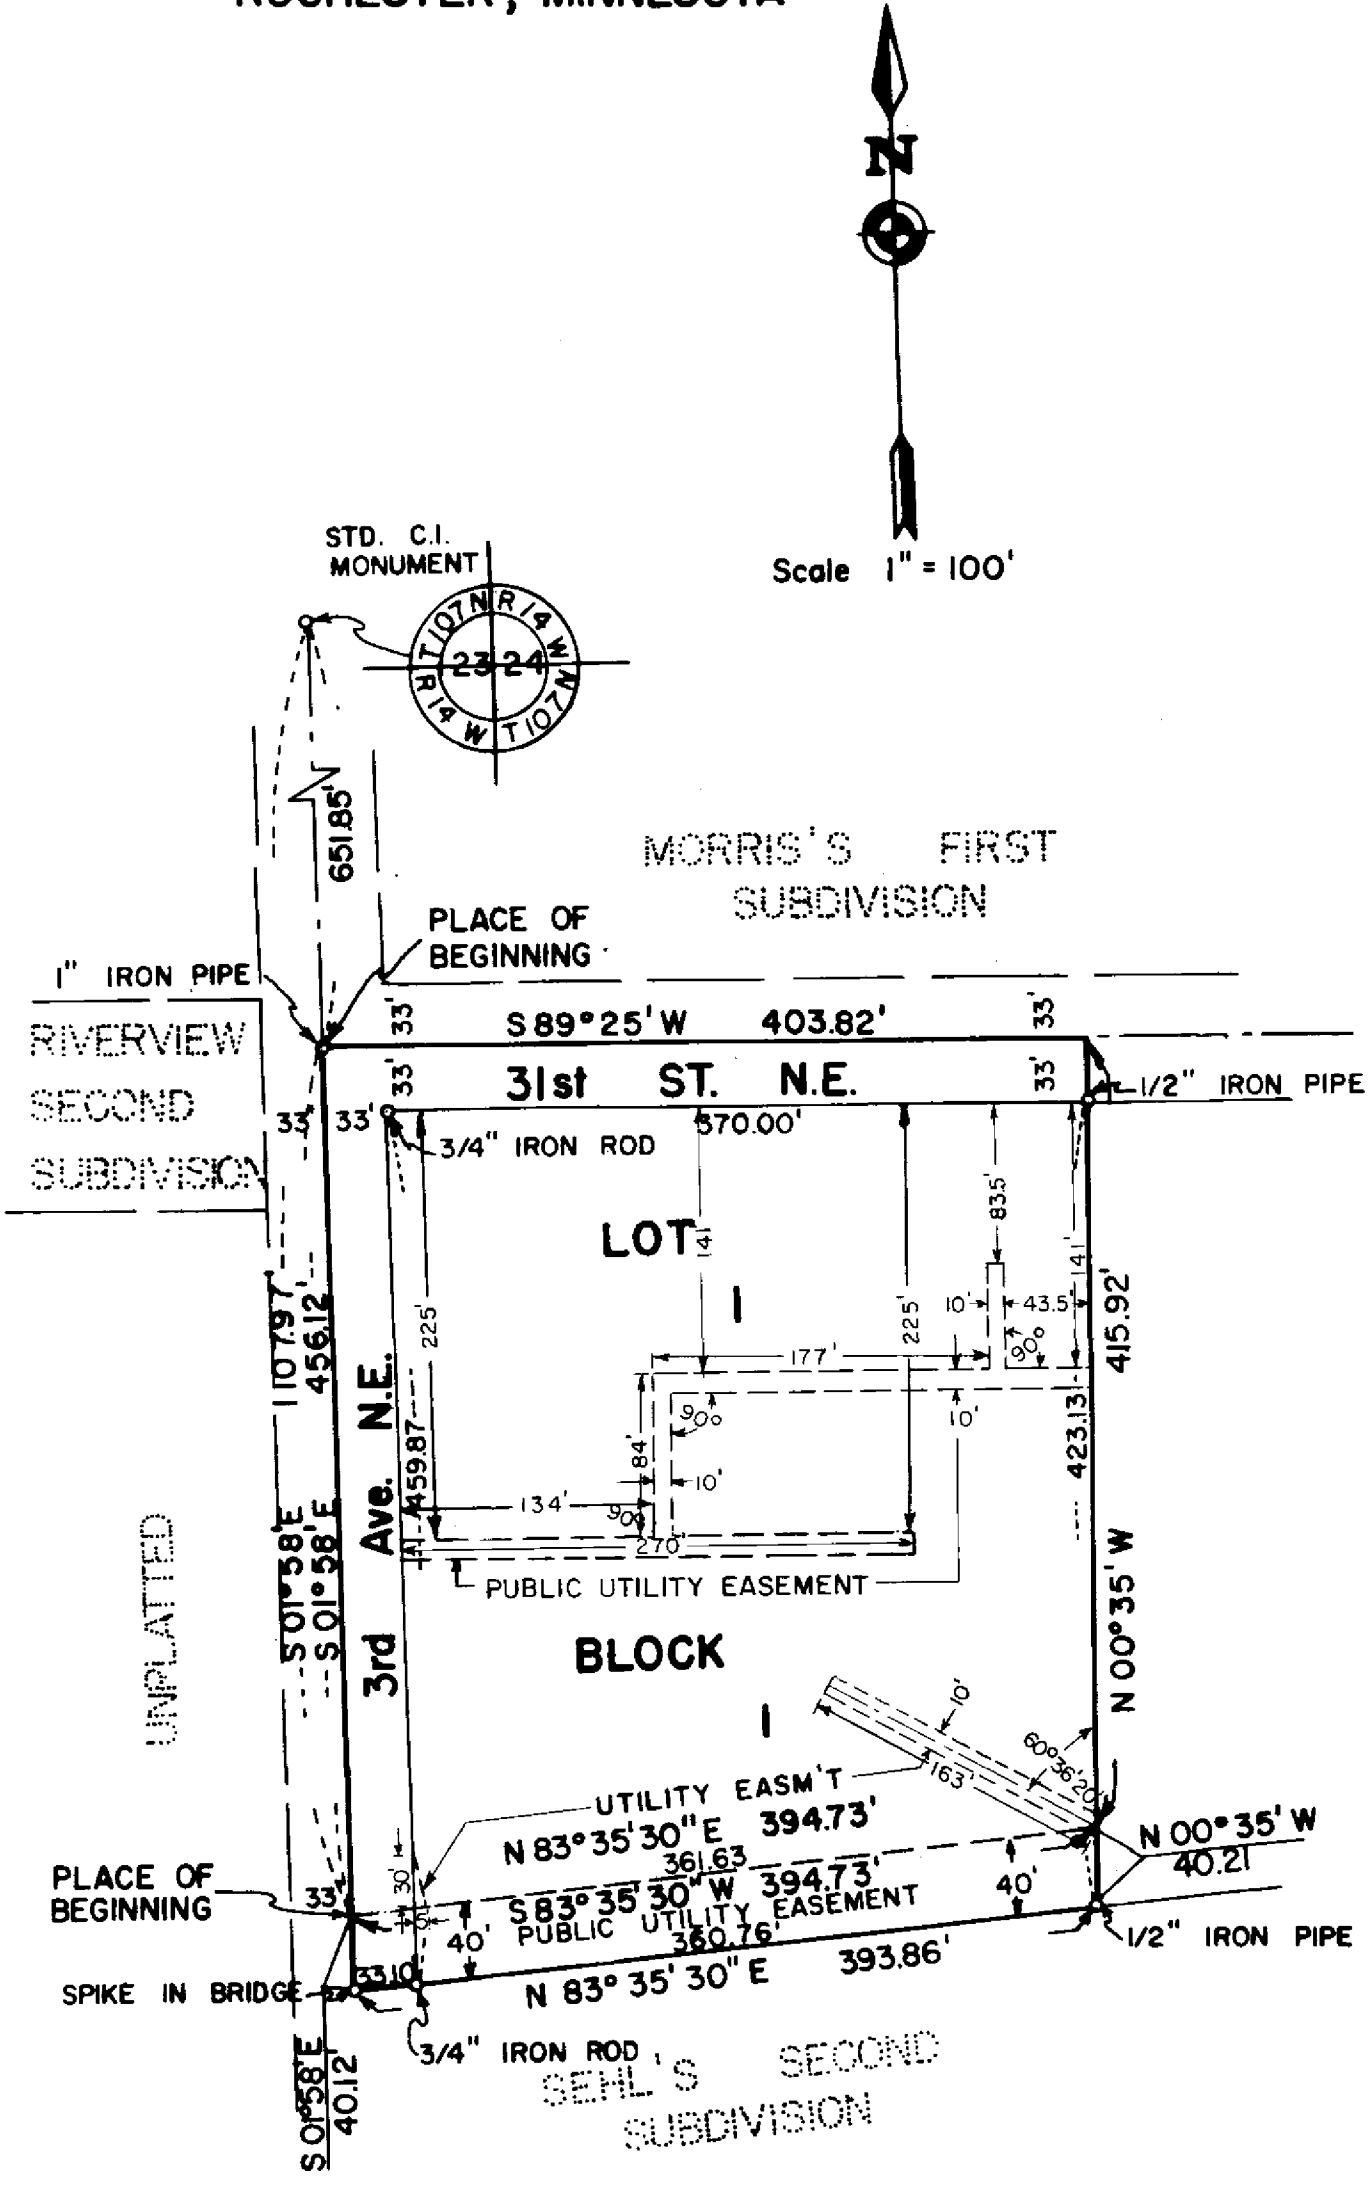 ROCHESTER, MINNESOTA
N
Scale 1" = 100'
STD. C.I.
MONUMENT
T107N R14W
23 24
R14W T107N
651.85'
MORRIS'S FIRST
SUBDIVISION
PLACE OF
BEGINNING
1" IRON PIPE
RIVERVIEW
SECOND
SUBDIVISION
33'
33'
S 89° 25' W 403.82'
33'
33'
31st ST. N.E.
1/2" IRON PIPE
33' 33'
370.00'
3/4" IRON ROD
LOT
1
141'
83.5'
141'
225'
225'
10'
43.5'
90°
177'
415.92'
1107.97'
456.12'
3rd Ave. N.E.
459.87
84'
90°
10'
10'
423.13
134'
90°
270'
S 01° 58' E
S 01° 58' E
PUBLIC UTILITY EASEMENT
UNPLATTED
N 00° 35' W
BLOCK
1
10'
60° 36' 20"
163'
UTILITY EASM'T
N 83° 35' 30" E 394.73'
361.63
S 83° 35' 30" W 394.73'
PUBLIC UTILITY EASEMENT
360.76'
N 83° 35' 30" E 393.86'
N 00° 35' W
40.21
30'
40'
40'
PLACE OF
BEGINNING
33'
1/2" IRON PIPE
SPIKE IN BRIDGE
33.10
3/4" IRON ROD
S 01° 58' E
40.12'
SEHL'S SECOND
SUBDIVISION